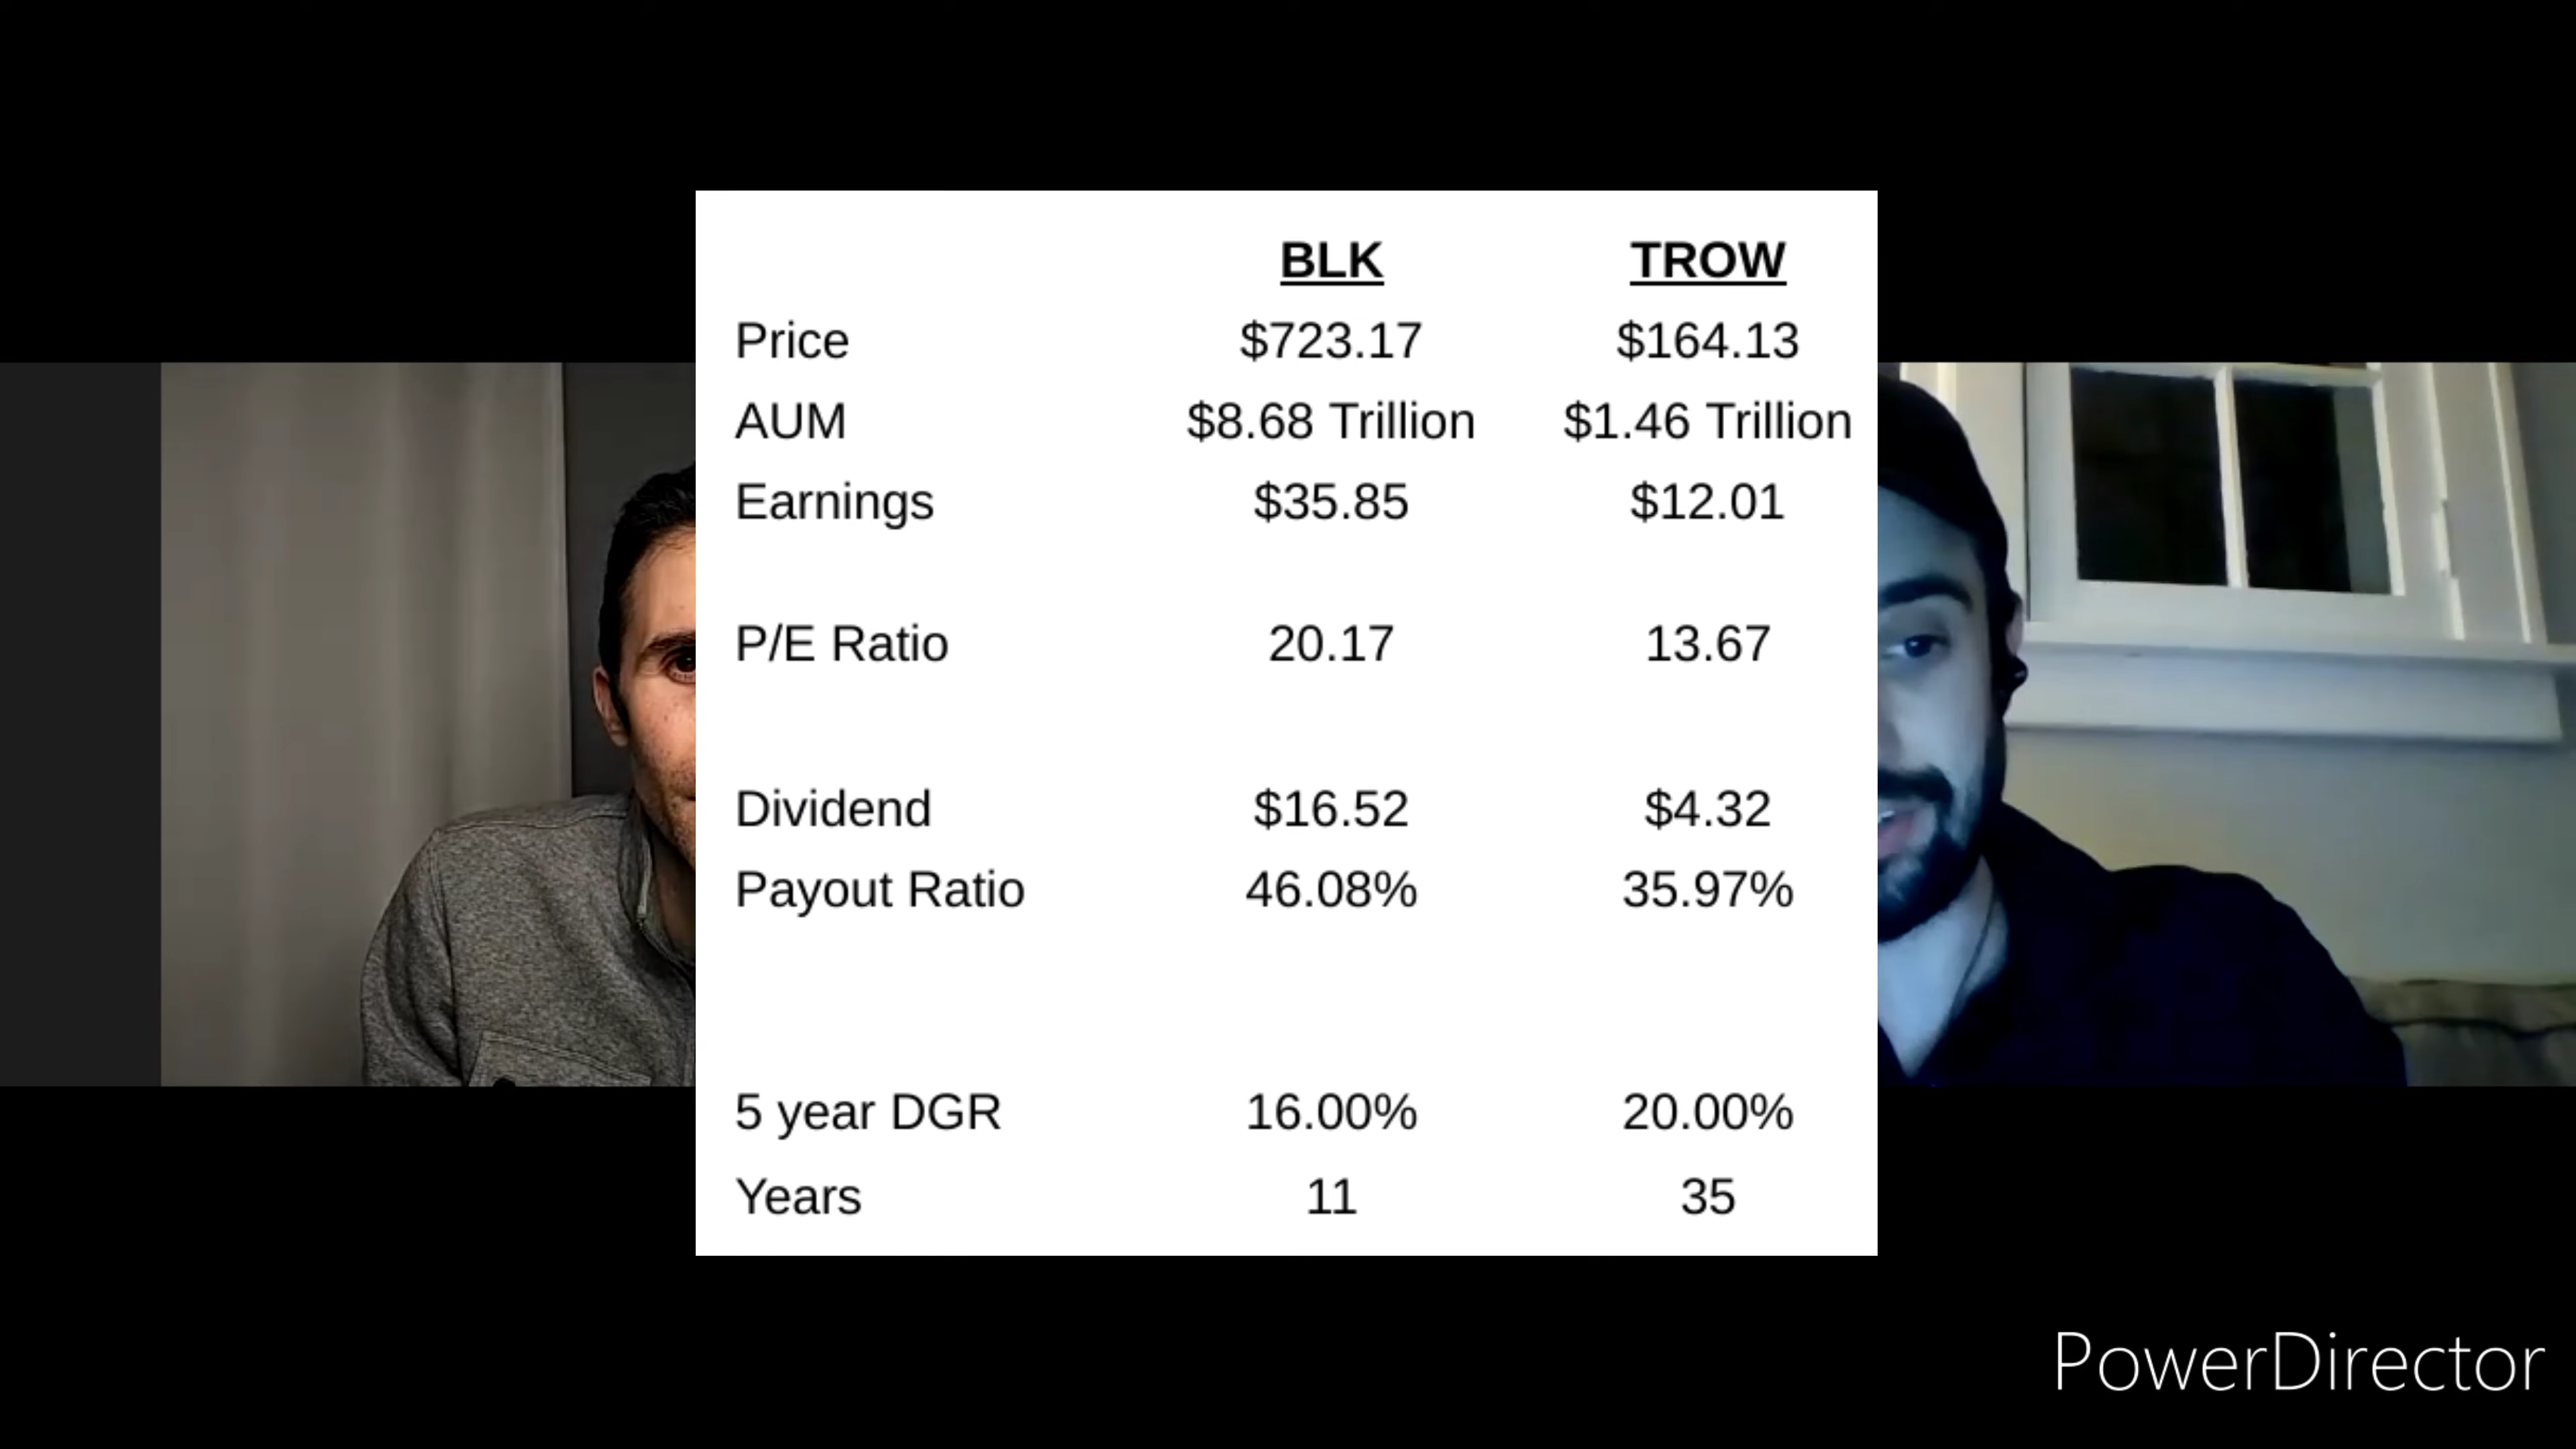 BLK TROW
Price $723.17 $164.13
AUM $8.68 Trillion $1.46 Trillion
Earnings $35.85 $12.01
P/E Ratio 20.17 13.67
Dividend $16.52 $4.32
Payout Ratio 46.08% 35.97%
5 year DGR 16.00% 20.00%
Years 11 35
PowerDirector